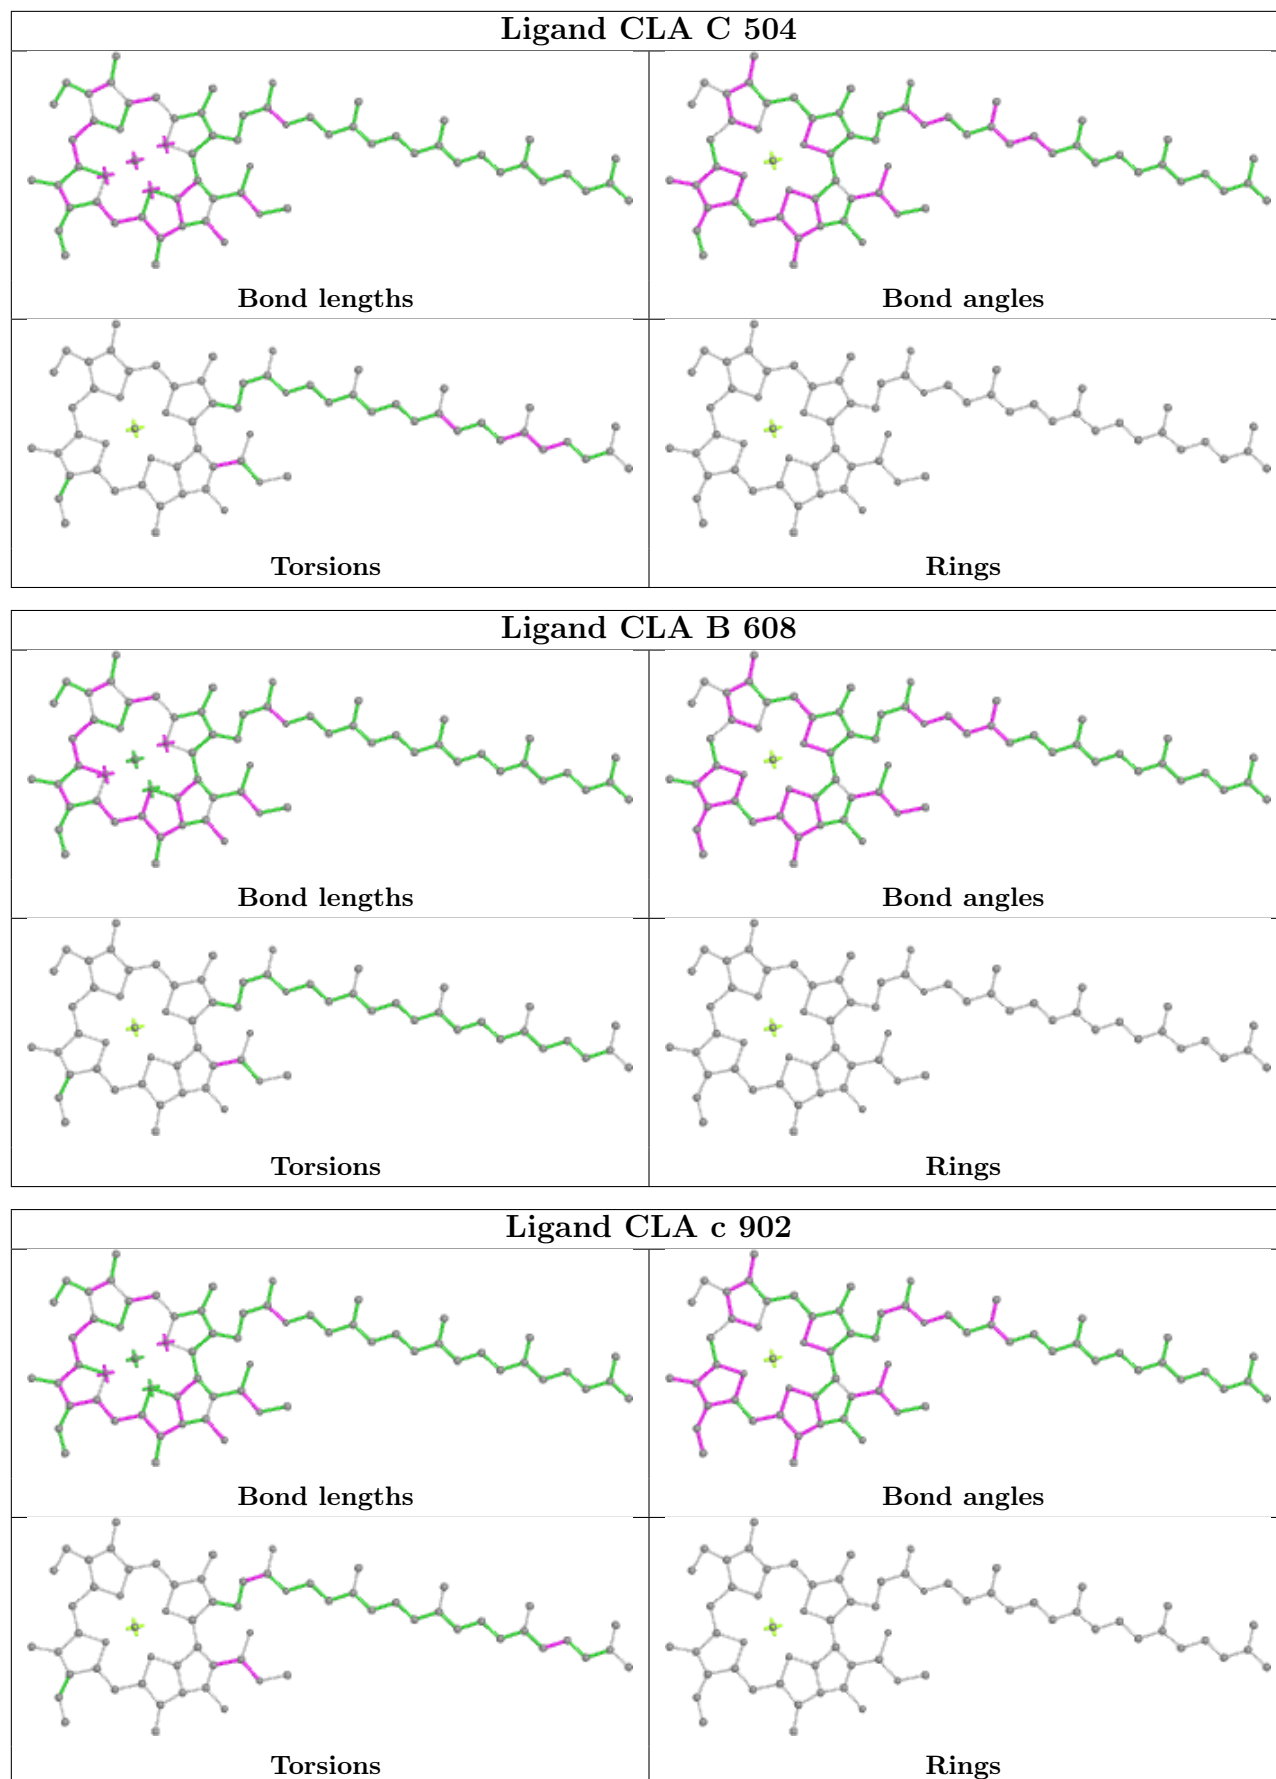 Ligand CLA C 504
Bond lengths
Bond angles
Torsions
Rings
Ligand CLA B 608
Bond lengths
Bond angles
Torsions
Rings
Ligand CLA c 902
Bond lengths
Bond angles
Torsions
Rings